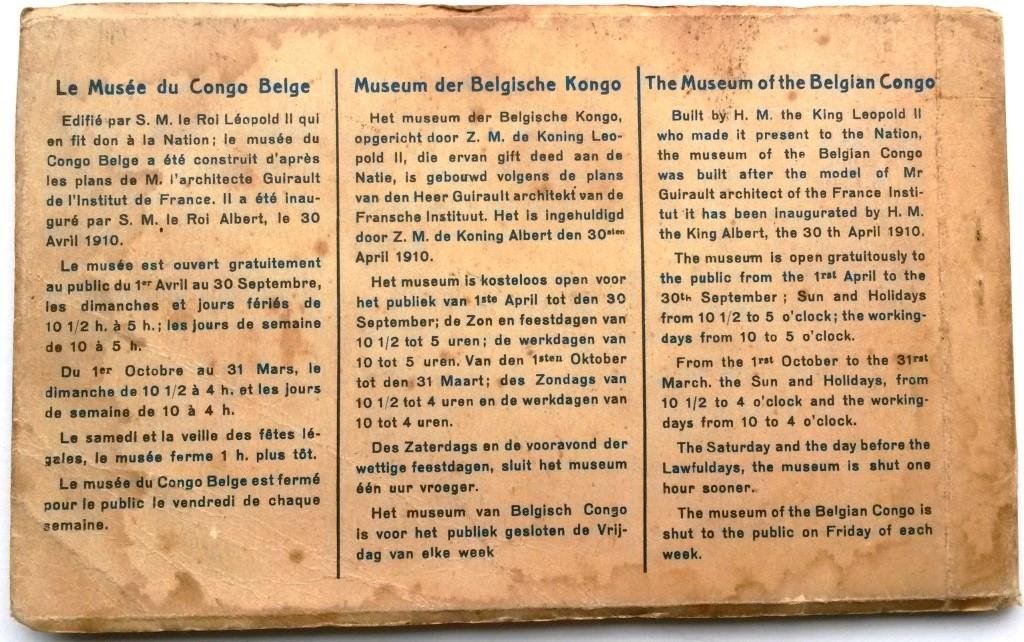 Le Musée du Congo Belge
Edifié par S. M. le Roi Léopold II qui
en fit don à la Nation; le musée du
Congo Belge a été construit d'après
les plans de M. l'architecte Guirault
de l'Institut de France. Il a été inau-
guré par S. M. le Roi Albert, le 30
Avril 1910.
Le musée est ouvert gratuitement
au public du 1er Avril au 30 Septembre,
les dimanches et jours fériés de
10 1/2 h. à 5 h.; les jours de semaine
de 10 à 5 h.
Du 1er Octobre au 31 Mars, le
dimanche de 10 1/2 à 4 h. et les jours
de semaine de 10 à 4 h.
Le samedi et la veille des fêtes lé-
gales, le musée ferme 1 h. plus tôt.
Le musée du Congo Belge est fermé
pour le public le vendredi de chaque
semaine.
Museum der Belgische Kongo
Het museum der Belgische Kongo,
opgericht door Z. M. de Koning Leo-
pold II, die ervan gift deed aan de
Natie, is gebouwd volgens de plans
van den Heer Guirault architekt van de
Fransche Instituut. Het is ingehuldigd
door Z. M. de Koning Albert den 30sten
April 1910.
Het museum is kosteloos open voor
het publiek van 1ste April tot den 30
September; de Zon en feestdagen van
10 1/2 tot 5 uren; de werkdagen van
10 tot 5 uren. Van den 1sten Oktober
tot den 31 Maart; des Zondags van
10 1/2 tot 4 uren en de werkdagen van
10 tot 4 uren.
Des Zaterdags en de vooravond der
wettige feestdagen, sluit het museum
één uur vroeger.
Het museum van Belgisch Congo
is voor het publiek gesloten de Vrij-
dag van elke week
The Museum of the Belgian Congo
Built by H. M. the King Leopold II
who made it present to the Nation,
the museum of the Belgian Congo
was built after the model of Mr
Guirault architect of the France Insti-
tut it has been inaugurated by H. M.
the King Albert, the 30 th April 1910.
The museum is open gratuitously to
the public from the 1rst April to the
30th September; Sun and Holidays
from 10 1/2 to 5 o'clock; the working-
days from 10 to 5 o'clock.
From the 1rst October to the 31rst
March. the Sun and Holidays, from
10 1/2 to 4 o'clock and the working-
days from 10 to 4 o'clock.
The Saturday and the day before the
Lawfuldays, the museum is shut one
hour sooner.
The museum of the Belgian Congo is
shut to the public on Friday of each
week.